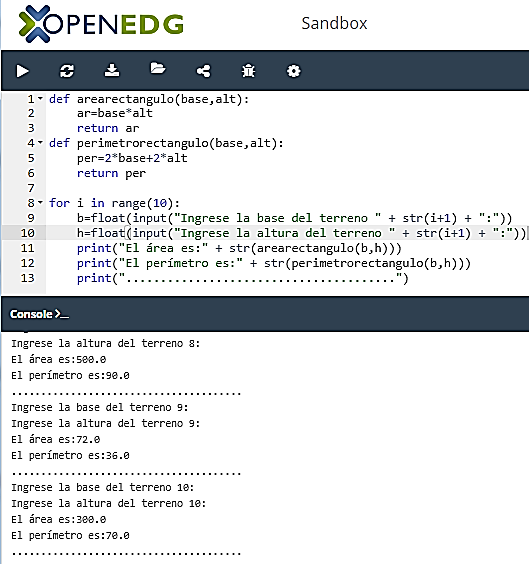 OPENEDG
Sandbox
1 def arearectangulo(base,alt):
2 ar=base*alt
3 return ar
4 def perimetrorectangulo(base,alt):
5 per=2*base+2*alt
6 return per
7
8 for i in range(10):
9 b=float(input("Ingrese la base del terreno " + str(i+1) + ":"))
10 h=float(input("Ingrese la altura del terreno " + str(i+1) + ":"))
11 print("El área es:" + str(arearectangulo(b,h)))
12 print("El perímetro es:" + str(perimetrorectangulo(b,h)))
13 print("......................................")
Console >_
Ingrese la altura del terreno 8:
El área es:500.0
El perímetro es:90.0
......................................
Ingrese la base del terreno 9:
Ingrese la altura del terreno 9:
El área es:72.0
El perímetro es:36.0
......................................
Ingrese la base del terreno 10:
Ingrese la altura del terreno 10:
El área es:300.0
El perímetro es:70.0
......................................